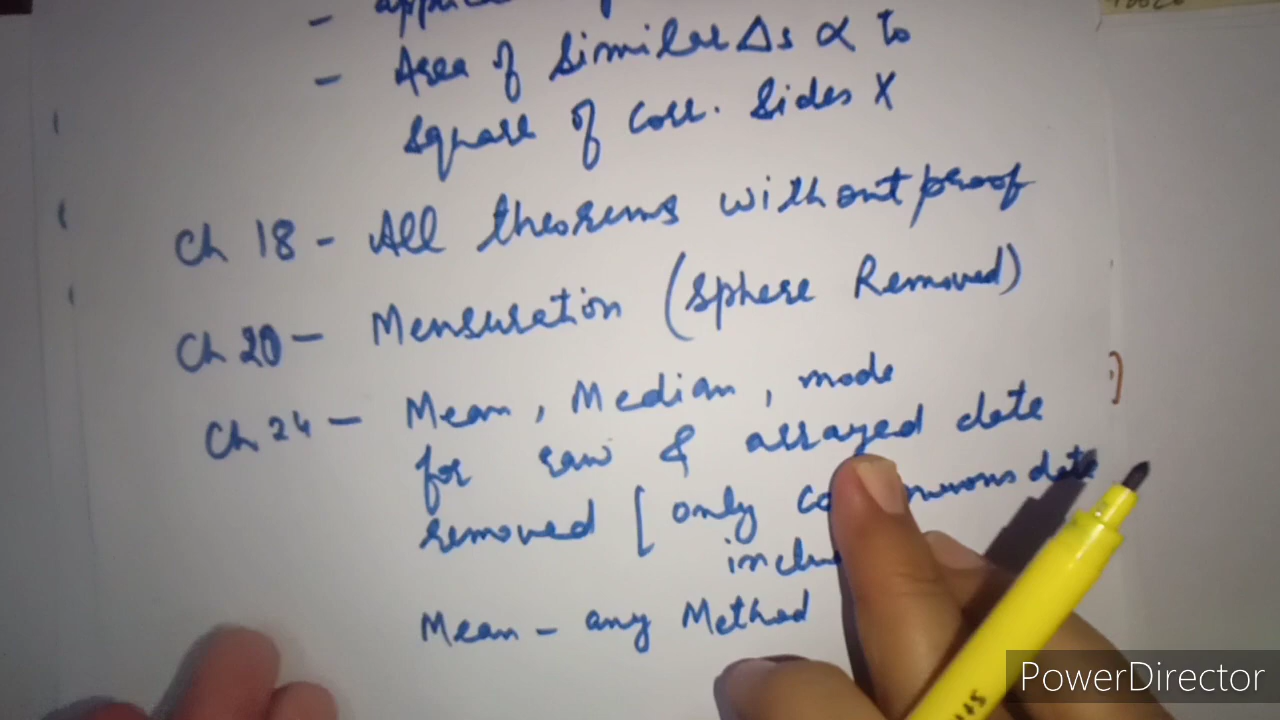 -
- Area of Similar Δs ∝ to
Square of Corr. Sides X
Ch 18 - All theorems without proof
Ch 20 - Mensuration (Sphere Removed)
Ch 24 - Mean, Median, mode
for raw & arrayed data
removed [ only data
Mean - any Method
PowerDirector